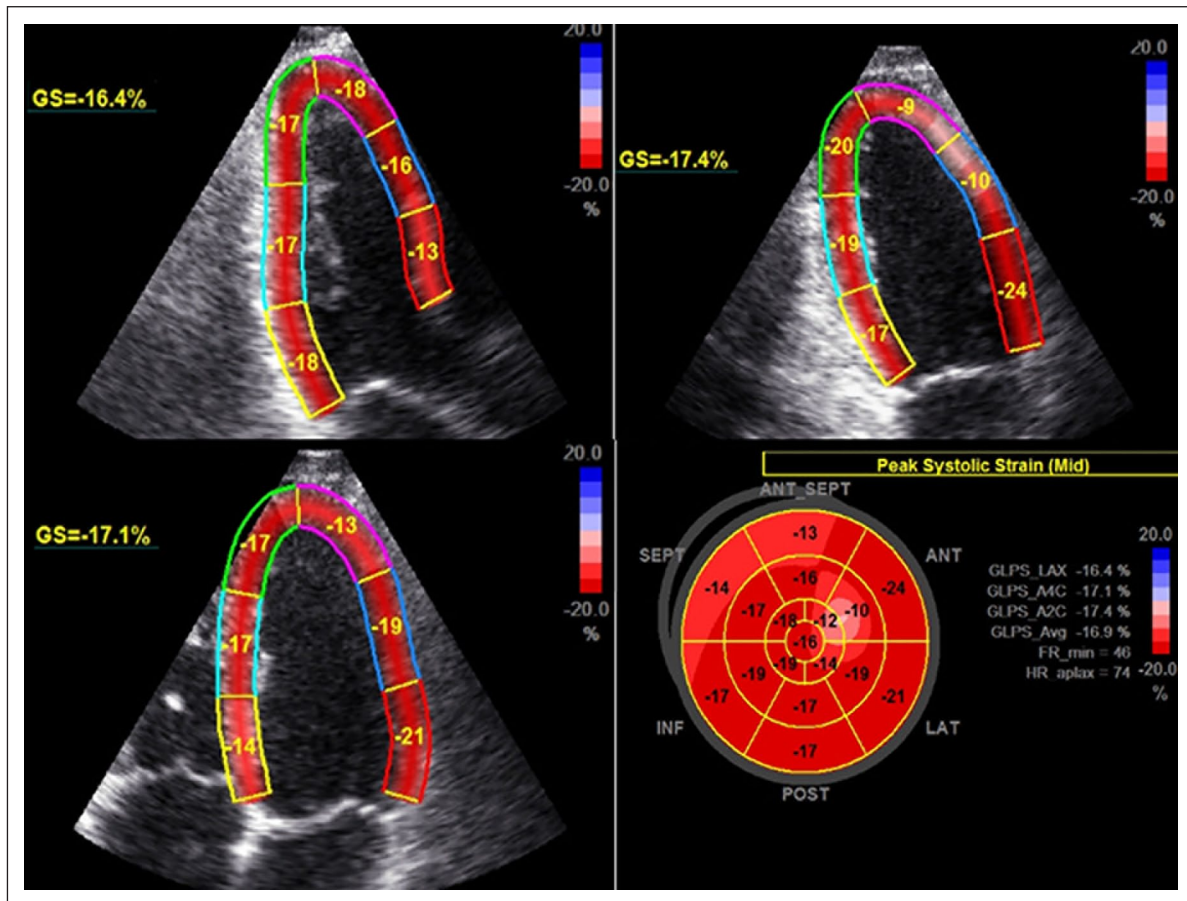 20.0
GS=-16.4%
-18
-17
-16
-17
-13
-18
-20.0
%
20.0
GS=-17.4%
-9
-20
-10
-19
-24
-17
-20.0
%
20.0
GS=-17.1%
-13
-17
-19
-17
-21
-14
-20.0
%
Peak Systolic Strain (Mid)
ANT_SEPT
SEPT
ANT
INF
LAT
POST
-13
-14
-24
-16
-17
-10
-18
-12
-16
-19
-14
-19
-19
-17
-21
-17
-17
GLPS_LAX -16.4 %
GLPS_A4C -17.1 %
GLPS_A2C -17.4 %
GLPS_Avg -16.9 %
FR_min = 46
HR_aplax = 74
20.0
-20.0
%